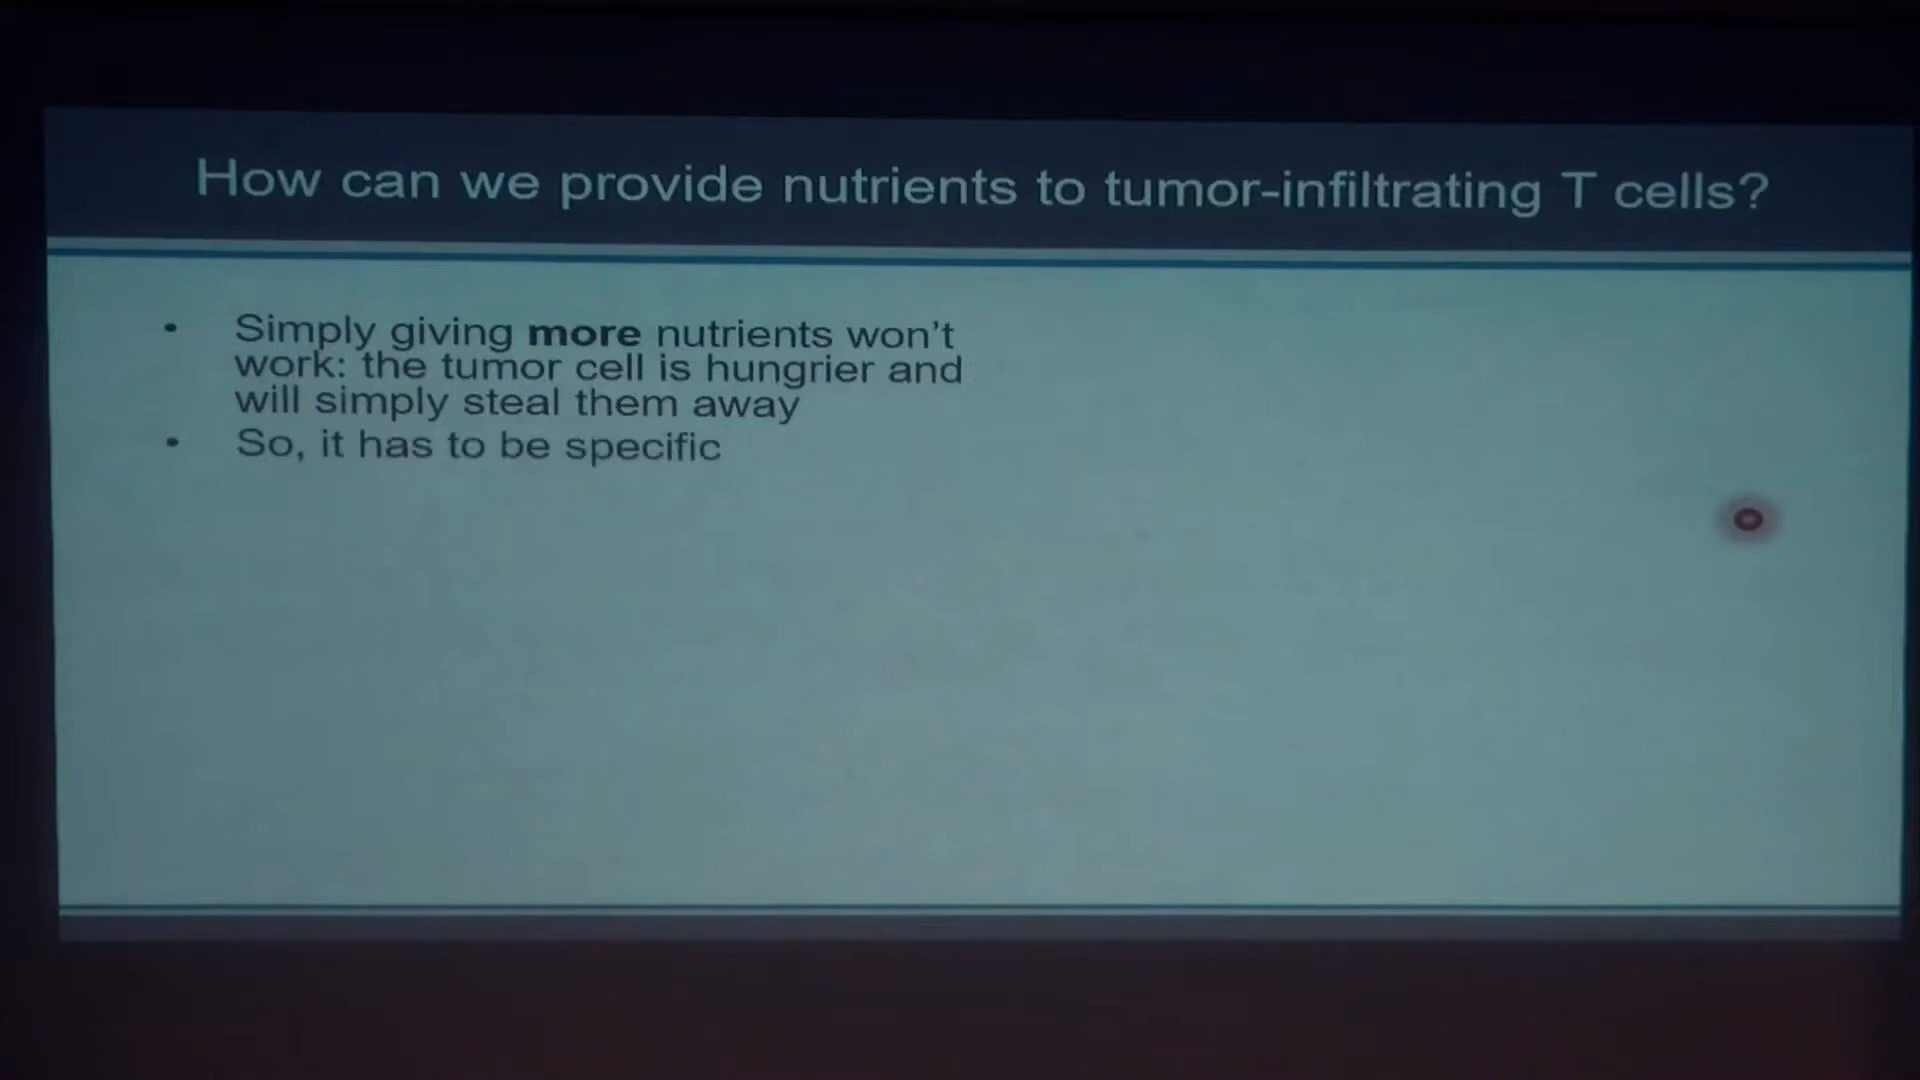 How can we provide nutrients to tumor-infiltrating T cells?
• Simply giving more nutrients won't
work: the tumor cell is hungrier and
will simply steal them away
• So, it has to be specific